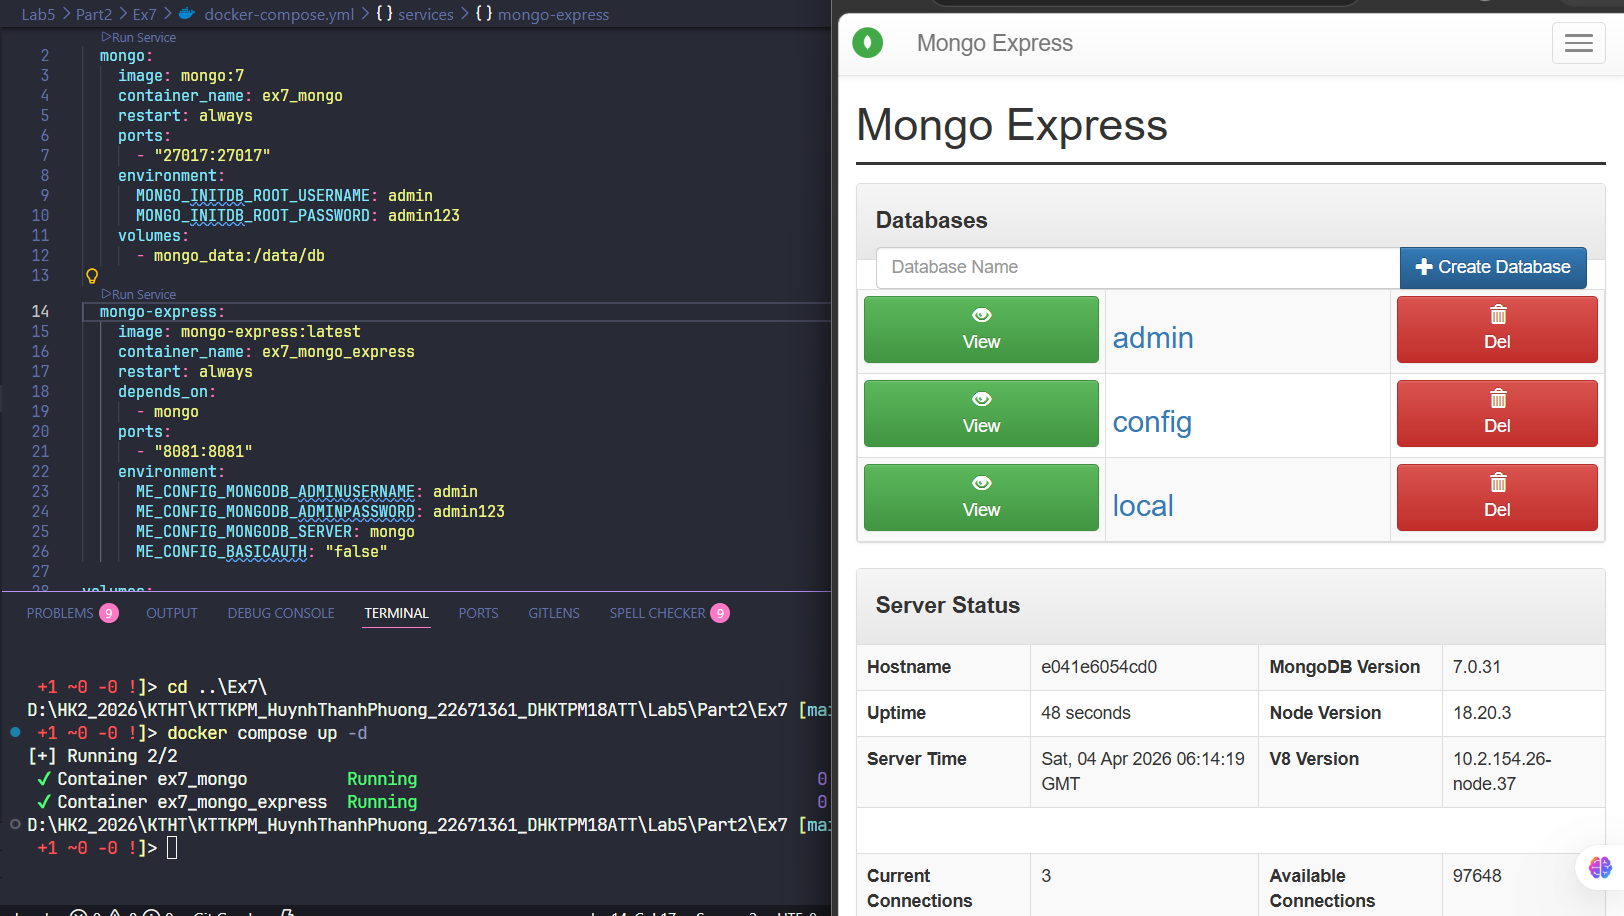 Lab5 > Part2 > Ex7 > docker-compose.yml > {} services > {} mongo-express
▷Run Service
2 mongo:
3 image: mongo:7
4 container_name: ex7_mongo
5 restart: always
6 ports:
7 - "27017:27017"
8 environment:
9 MONGO_INITDB_ROOT_USERNAME: admin
10 MONGO_INITDB_ROOT_PASSWORD: admin123
11 volumes:
12 - mongo_data:/data/db
13
▷Run Service
14 mongo-express:
15 image: mongo-express:latest
16 container_name: ex7_mongo_express
17 restart: always
18 depends_on:
19 - mongo
20 ports:
21 - "8081:8081"
22 environment:
23 ME_CONFIG_MONGODB_ADMINUSERNAME: admin
24 ME_CONFIG_MONGODB_ADMINPASSWORD: admin123
25 ME_CONFIG_MONGODB_SERVER: mongo
26 ME_CONFIG_BASICAUTH: "false"
27
28 volumes:
PROBLEMS 9 OUTPUT DEBUG CONSOLE TERMINAL PORTS GITLENS SPELL CHECKER 9
+1 ~0 -0 !]> cd ..\Ex7\
D:\HK2_2026\KTHT\KTTKPM_HuynhThanhPhuong_22671361_DHKTPM18ATT\Lab5\Part2\Ex7 [mai
+1 ~0 -0 !]> docker compose up -d
[+] Running 2/2
✓ Container ex7_mongo Running 0
✓ Container ex7_mongo_express Running 0
D:\HK2_2026\KTHT\KTTKPM_HuynhThanhPhuong_22671361_DHKTPM18ATT\Lab5\Part2\Ex7 [mai
+1 ~0 -0 !]>
Mongo Express
Mongo Express
Databases
Database Name
Create Database
View admin Del
View config Del
View local Del
Server Status
Hostname e041e6054cd0 MongoDB Version 7.0.31
Uptime 48 seconds Node Version 18.20.3
Server Time Sat, 04 Apr 2026 06:14:19 V8 Version 10.2.154.26-
GMT node.37
Current 3 Available 97648
Connections Connections